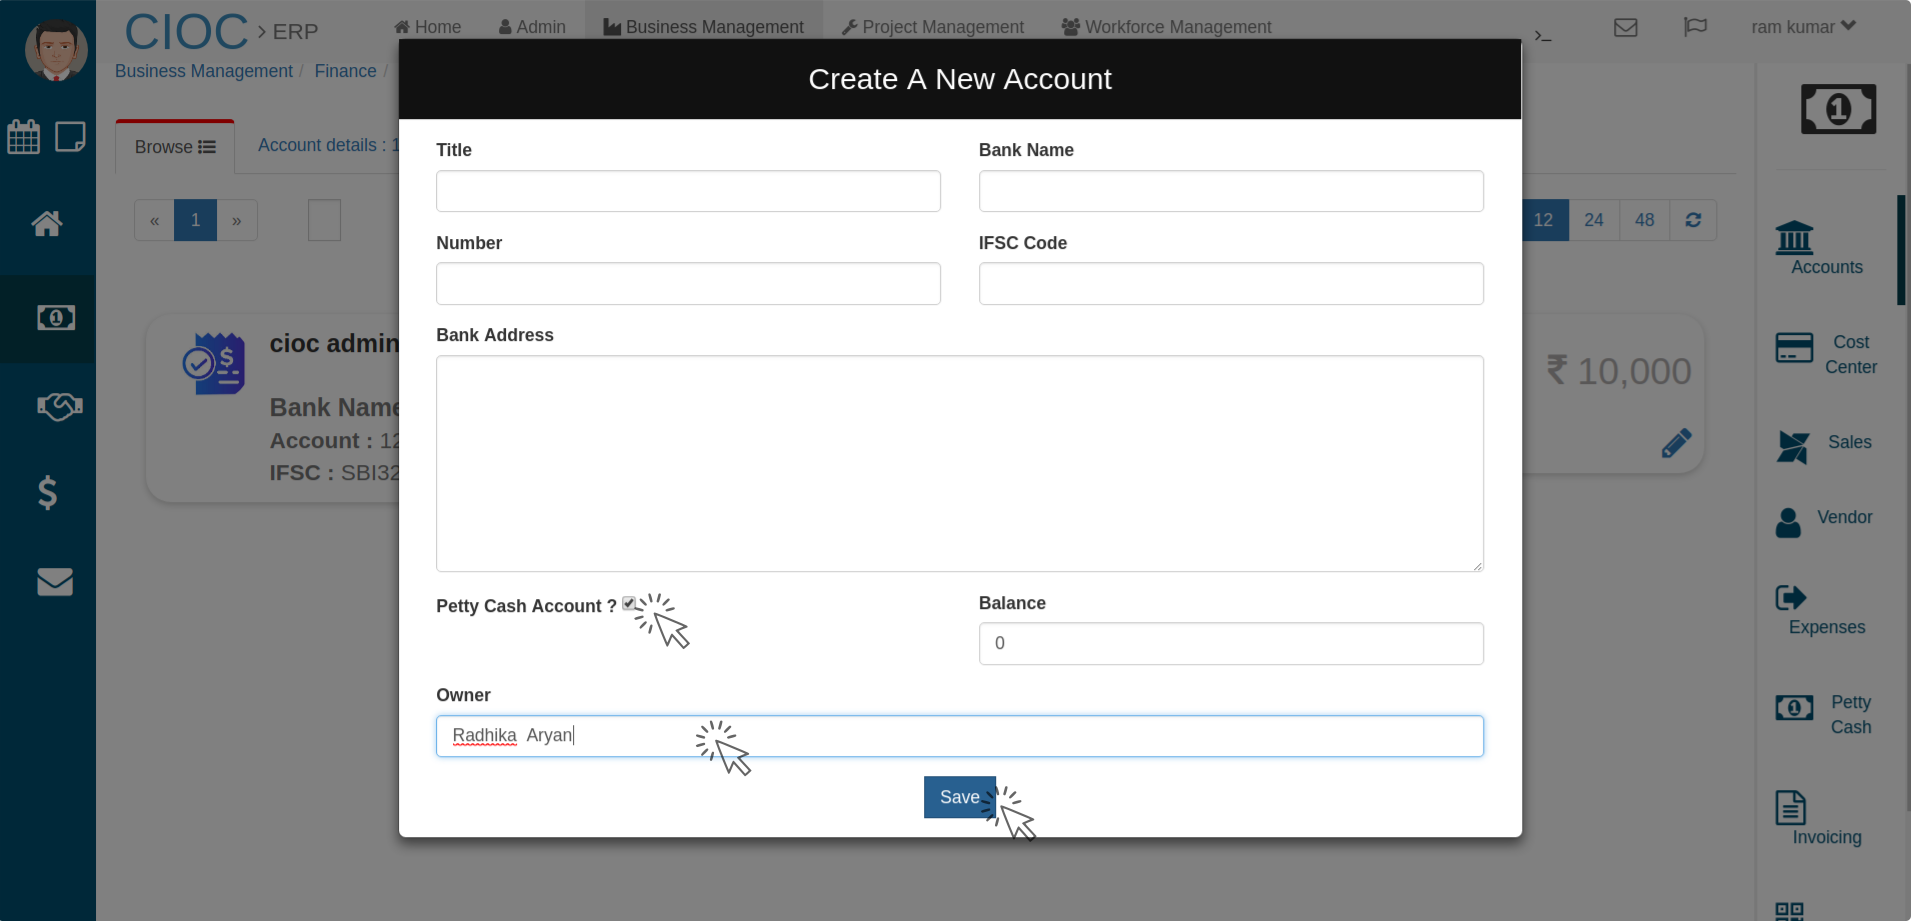 CIOC > ERP
Home
Admin
Business Management
Project Management
Workforce Management
>_
ram kumar
Business Management / Finance /
Create A New Account
Browse
Account details : 1
« 1 »
12 24 48
Title
Bank Name
Number
IFSC Code
Bank Address
Petty Cash Account ?
Balance
0
Owner
Radhika Aryan
Save
cioc admin
Bank Name
Account : 12
IFSC : SBI32
₹ 10,000
Accounts
Cost
Center
Sales
Vendor
Expenses
Petty
Cash
Invoicing